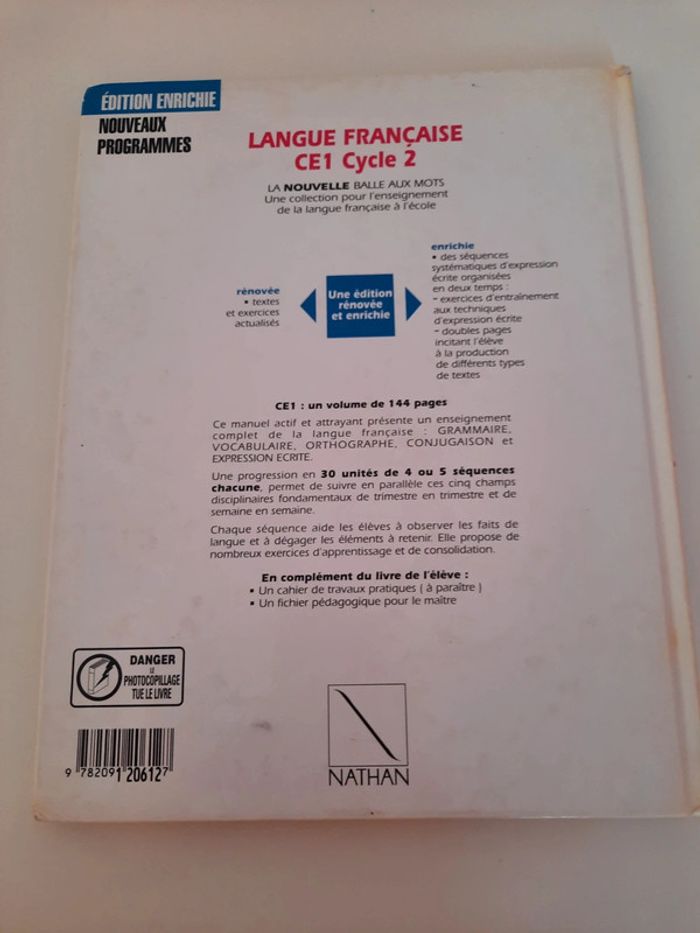 ÉDITION ENRICHIE
NOUVEAUX
PROGRAMMES
LANGUE FRANÇAISE
CE1 Cycle 2
LA NOUVELLE BALLE AUX MOTS
Une collection pour l'enseignement
de la langue française à l'école
rénovée
• textes
et exercices
actualisés
Une édition
rénovée
et enrichie
enrichie
• des séquences
systématiques d'expression
écrite organisées
en deux temps :
– exercices d'entraînement
aux techniques
d'expression écrite
– doubles pages
incitant l'élève
à la production
de différents types
de textes
CE1 : un volume de 144 pages
Ce manuel actif et attrayant présente un enseignement
complet de la langue française : GRAMMAIRE,
VOCABULAIRE, ORTHOGRAPHE, CONJUGAISON et
EXPRESSION ECRITE.
Une progression en 30 unités de 4 ou 5 séquences
chacune, permet de suivre en parallèle ces cinq champs
disciplinaires fondamentaux de trimestre en trimestre et de
semaine en semaine.
Chaque séquence aide les élèves à observer les faits de
langue et à dégager les éléments à retenir. Elle propose de
nombreux exercices d'apprentissage et de consolidation.
En complément du livre de l'élève :
• Un cahier de travaux pratiques ( à paraître )
• Un fichier pédagogique pour le maître
DANGER
LE
PHOTOCOPILLAGE
TUE LE LIVRE
9 782091 206127
NATHAN